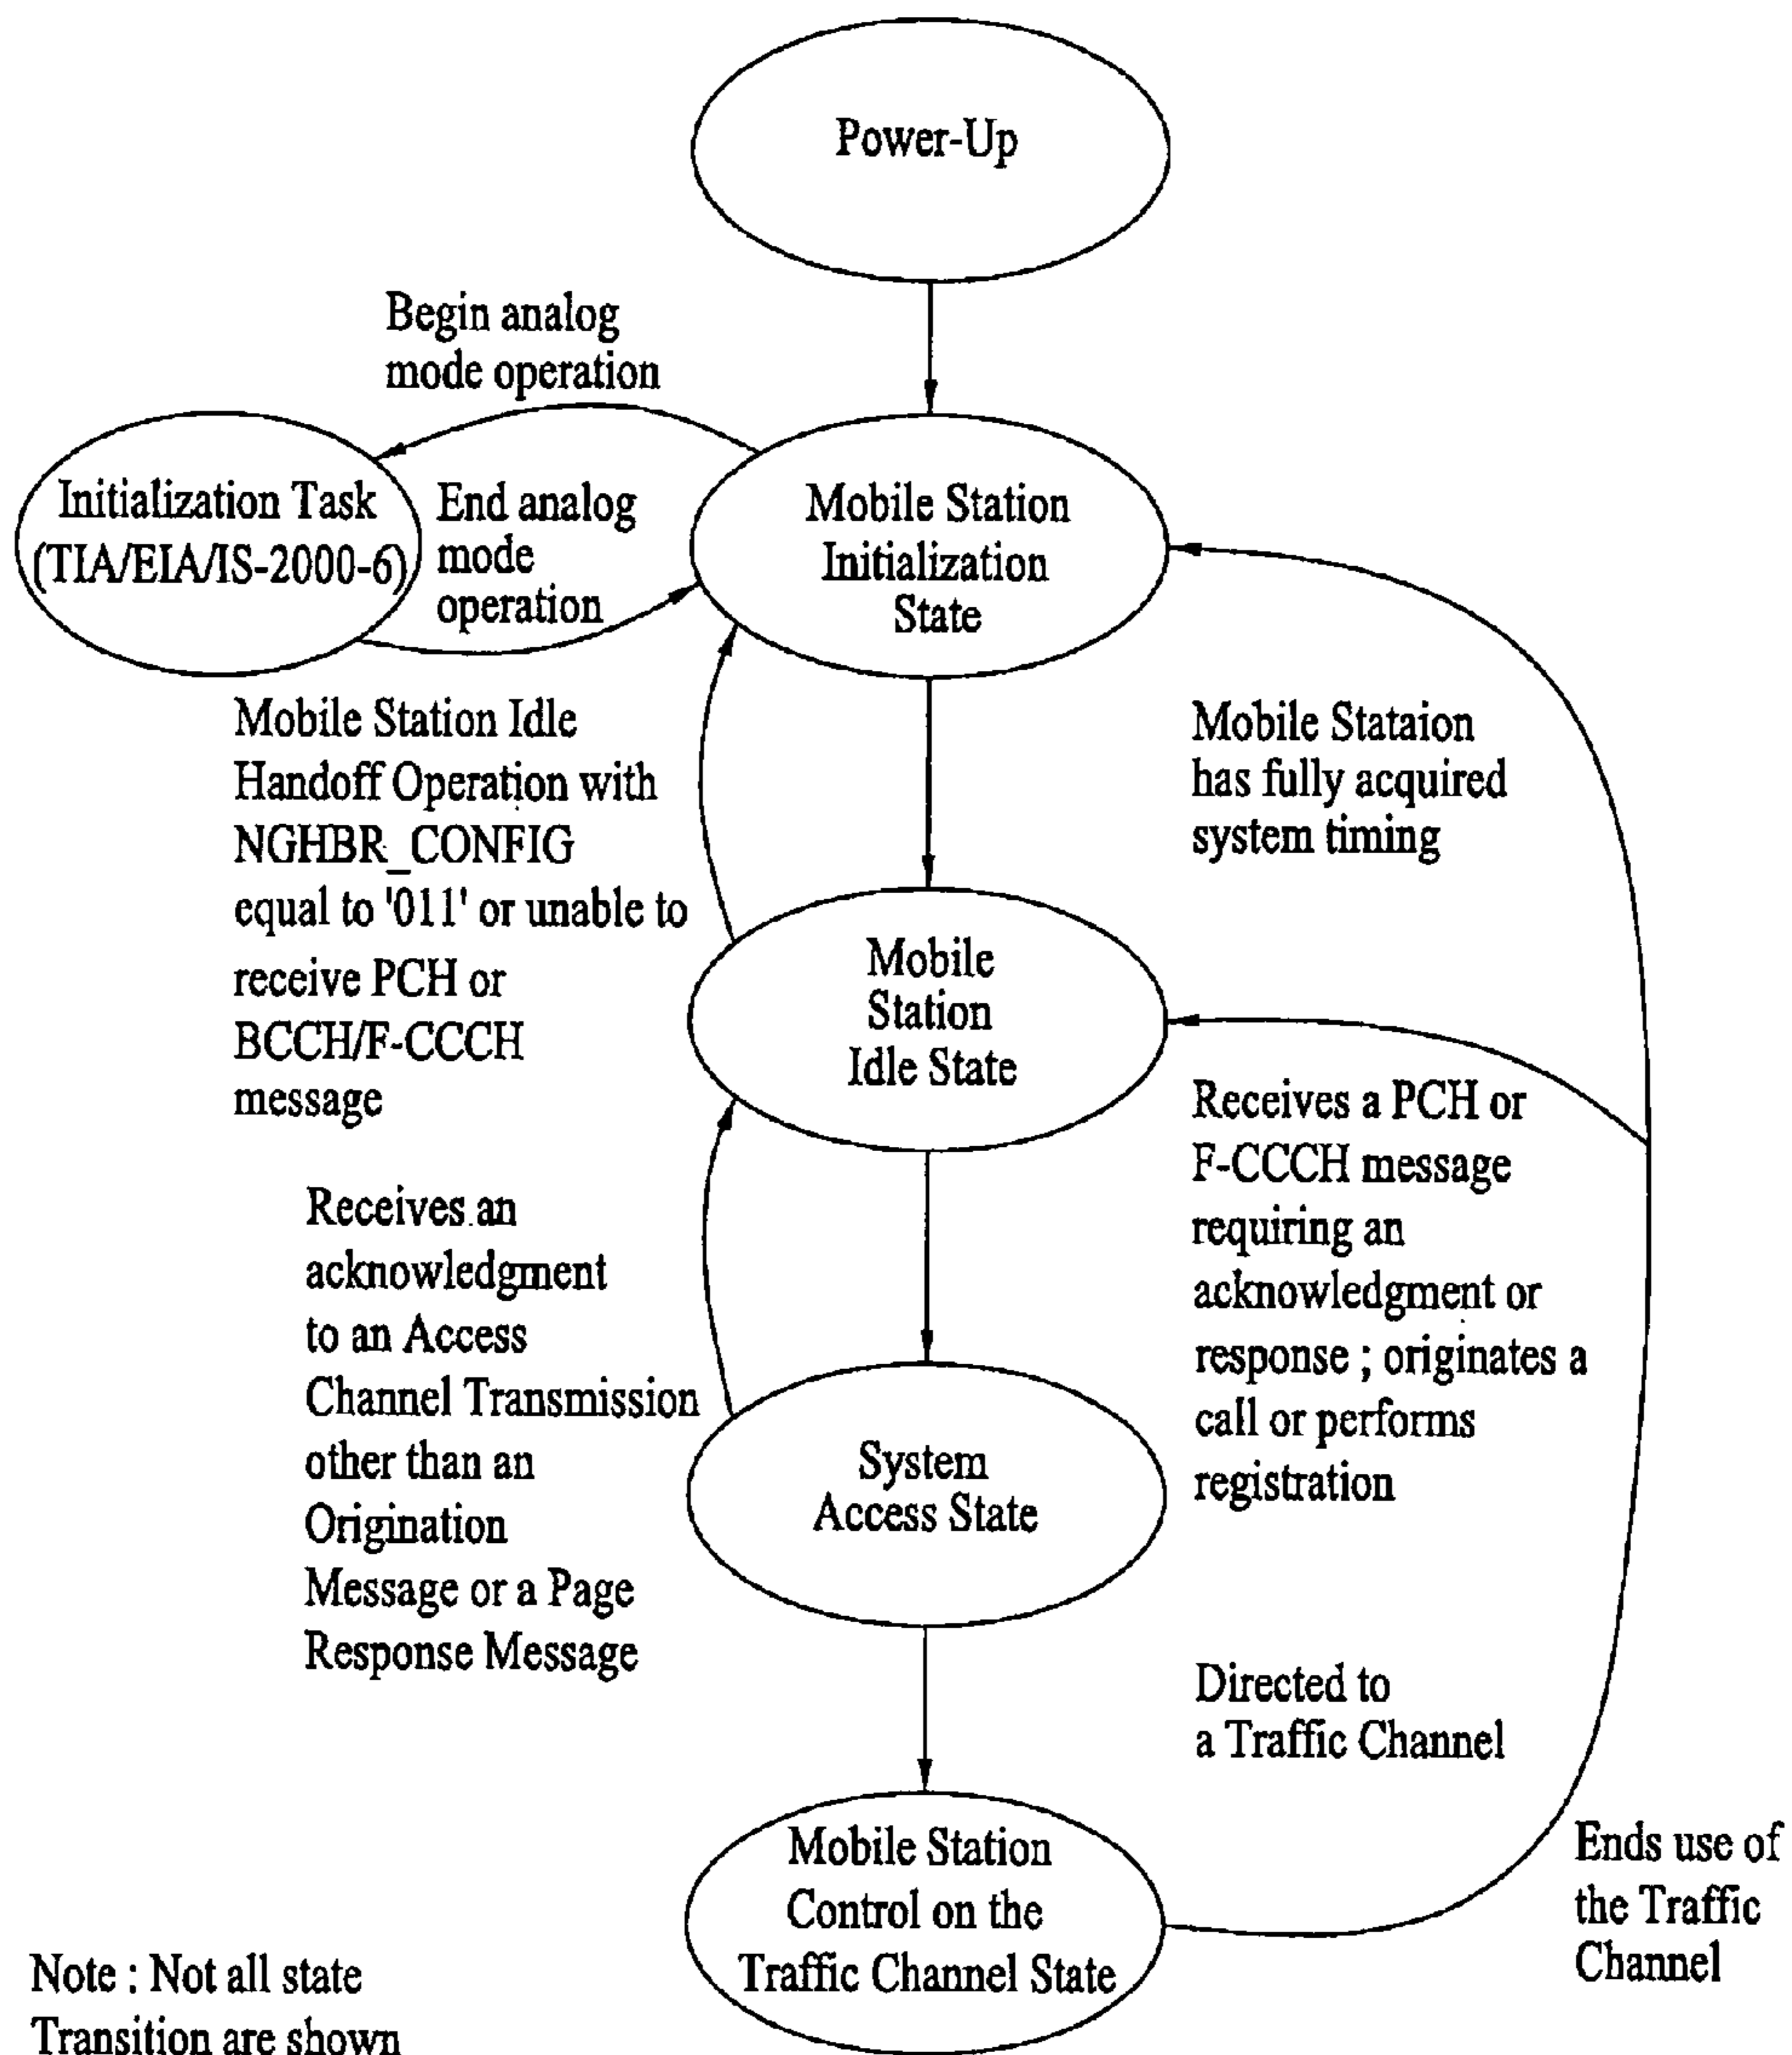 Power-Up
Begin analog
mode operation
Initialization Task
(TIA/EIA/IS-2000-6)
End analog
mode
operation
Mobile Station
Initialization
State
Mobile Station Idle
Handoff Operation with
NGHBR_CONFIG
equal to '011' or unable to
receive PCH or
BCCH/F-CCCH
message
Mobile Stataion
has fully acquired
system timing
Mobile
Station
Idle State
Receives an
acknowledgment
to an Access
Channel Transmission
other than an
Origination
Message or a Page
Response Message
Receives a PCH or
F-CCCH message
requiring an
acknowledgment or
response ; originates a
call or performs
registration
System
Access State
Directed to
a Traffic Channel
Mobile Station
Control on the
Traffic Channel State
Ends use of
the Traffic
Channel
Note : Not all state
Transition are shown